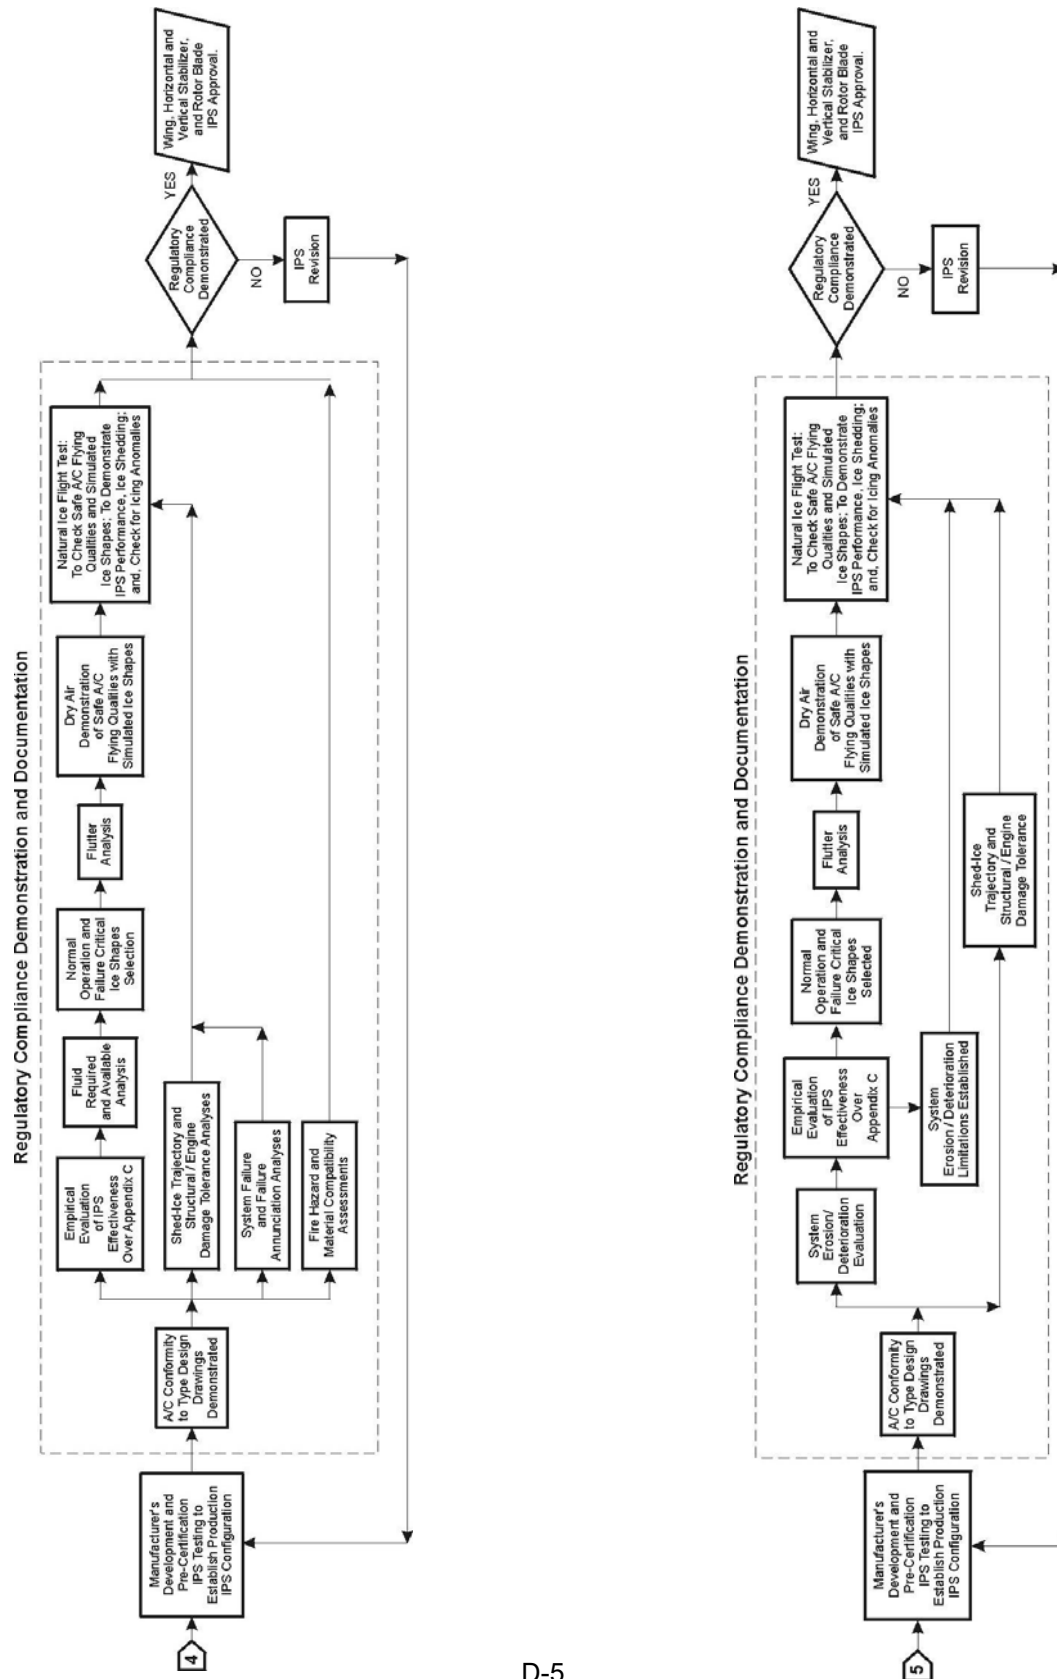 Regulatory Compliance Demonstration and Documentation
4
Manufacturer's
Development and
Pre-Certification
IPS Testing to
Establish Production
IPS Configuration
A/C Conformity
to Type Design
Drawings
Demonstrated
Empirical
Evaluation
of IPS
Effectiveness
Over Appendix C
Fluid
Required
and Available
Analysis
Normal
Operation and
Failure Critical
Ice Shapes
Selection
Flutter
Analysis
Dry Air
Demonstration
of Safe A/C
Flying Qualities with
Simulated Ice Shapes
Natural Ice Flight Test:
To Check Safe A/C Flying
Qualities and Simulated
Ice Shapes; To Demonstrate
IPS Performance, Ice Shedding;
and, Check for Icing Anomalies
Shed-Ice Trajectory and
Structural / Engine
Damage Tolerance Analyses
System Failure
and Failure
Annunciation Analyses
Fire Hazard and
Material Compatibility
Assessments
Regulatory
Compliance
Demonstrated
YES
NO
IPS
Revision
Wing, Horizontal and
Vertical Stabilizer,
and Rotor Blade
IPS Approval.
Regulatory Compliance Demonstration and Documentation
5
Manufacturer's
Development and
Pre-Certification
IPS Testing to
Establish Production
IPS Configuration
A/C Conformity
to Type Design
Drawings
Demonstrated
System
Erosion/
Deterioration
Evaluation
Empirical
Evaluation
of IPS
Effectiveness
Over
Appendix C
Normal
Operation and
Failure Critical
Ice Shapes
Selected
Flutter
Analysis
Dry Air
Demonstration
of Safe A/C
Flying Qualities with
Simulated Ice Shapes
Natural Ice Flight Test:
To Check Safe A/C Flying
Qualities and Simulated
Ice Shapes; To Demonstrate
IPS Performance, Ice Shedding;
and, Check for Icing Anomalies
System
Erosion / Deterioration
Limitations Established
Shed-Ice
Trajectory and
Structural / Engine
Damage Tolerance
Regulatory
Compliance
Demonstrated
YES
NO
IPS
Revision
Wing, Horizontal and
Vertical Stabilizer,
and Rotor Blade
IPS Approval.
D-5